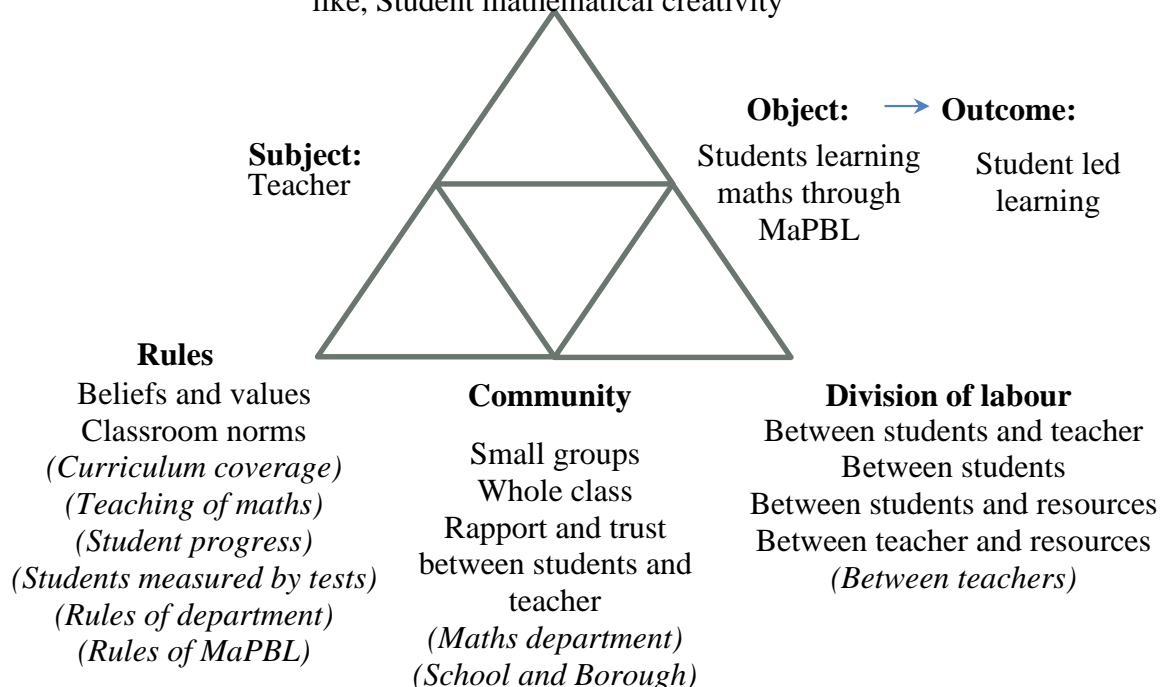 like, Student mathematical creativity
Object: Outcome:
Subject:
Teacher
Students learning
maths through
MaPBL
Student led
learning
Rules
Beliefs and values
Classroom norms
(Curriculum coverage)
(Teaching of maths)
(Student progress)
(Students measured by tests)
(Rules of department)
(Rules of MaPBL)
Community
Small groups
Whole class
Rapport and trust
between students and
teacher
(Maths department)
(School and Borough)
Division of labour
Between students and teacher
Between students
Between students and resources
Between teacher and resources
(Between teachers)